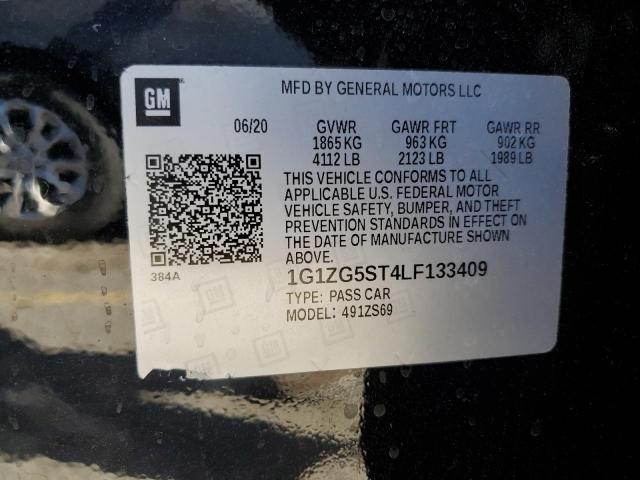 GM
MFD BY GENERAL MOTORS LLC
06/20 GVWR GAWR FRT GAWR RR
1865 KG 963 KG 902 KG
4112 LB 2123 LB 1989 LB
THIS VEHICLE CONFORMS TO ALL
APPLICABLE U.S. FEDERAL MOTOR
VEHICLE SAFETY, BUMPER, AND THEFT
PREVENTION STANDARDS IN EFFECT ON
THE DATE OF MANUFACTURE SHOWN
ABOVE.
384A
1G1ZG5ST4LF133409
TYPE: PASS CAR
MODEL: 491ZS69